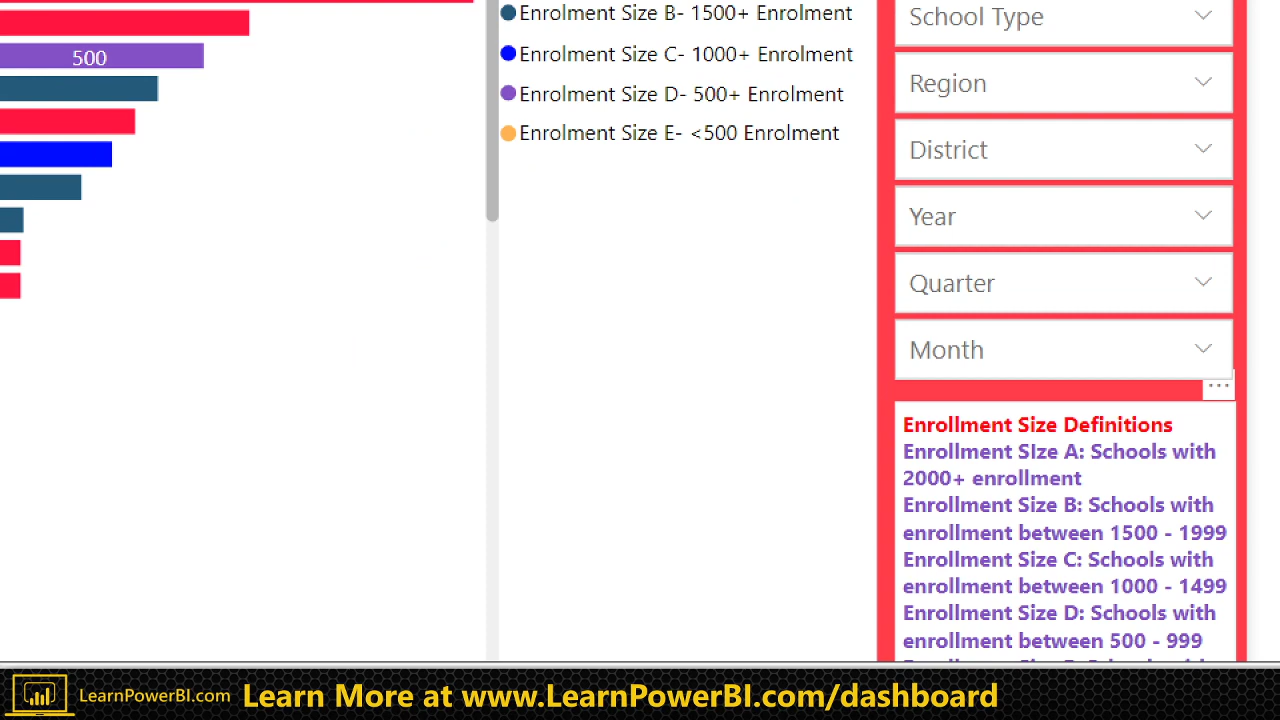 500
Enrolment Size B- 1500+ Enrolment
Enrolment Size C- 1000+ Enrolment
Enrolment Size D- 500+ Enrolment
Enrolment Size E- <500 Enrolment
School Type
Region
District
Year
Quarter
Month
...
Enrollment Size Definitions
Enrollment SIze A: Schools with
2000+ enrollment
Enrollment Size B: Schools with
enrollment between 1500 - 1999
Enrollment Size C: Schools with
enrollment between 1000 - 1499
Enrollment Size D: Schools with
enrollment between 500 - 999
LearnPowerBI.com
Learn More at www.LearnPowerBI.com/dashboard